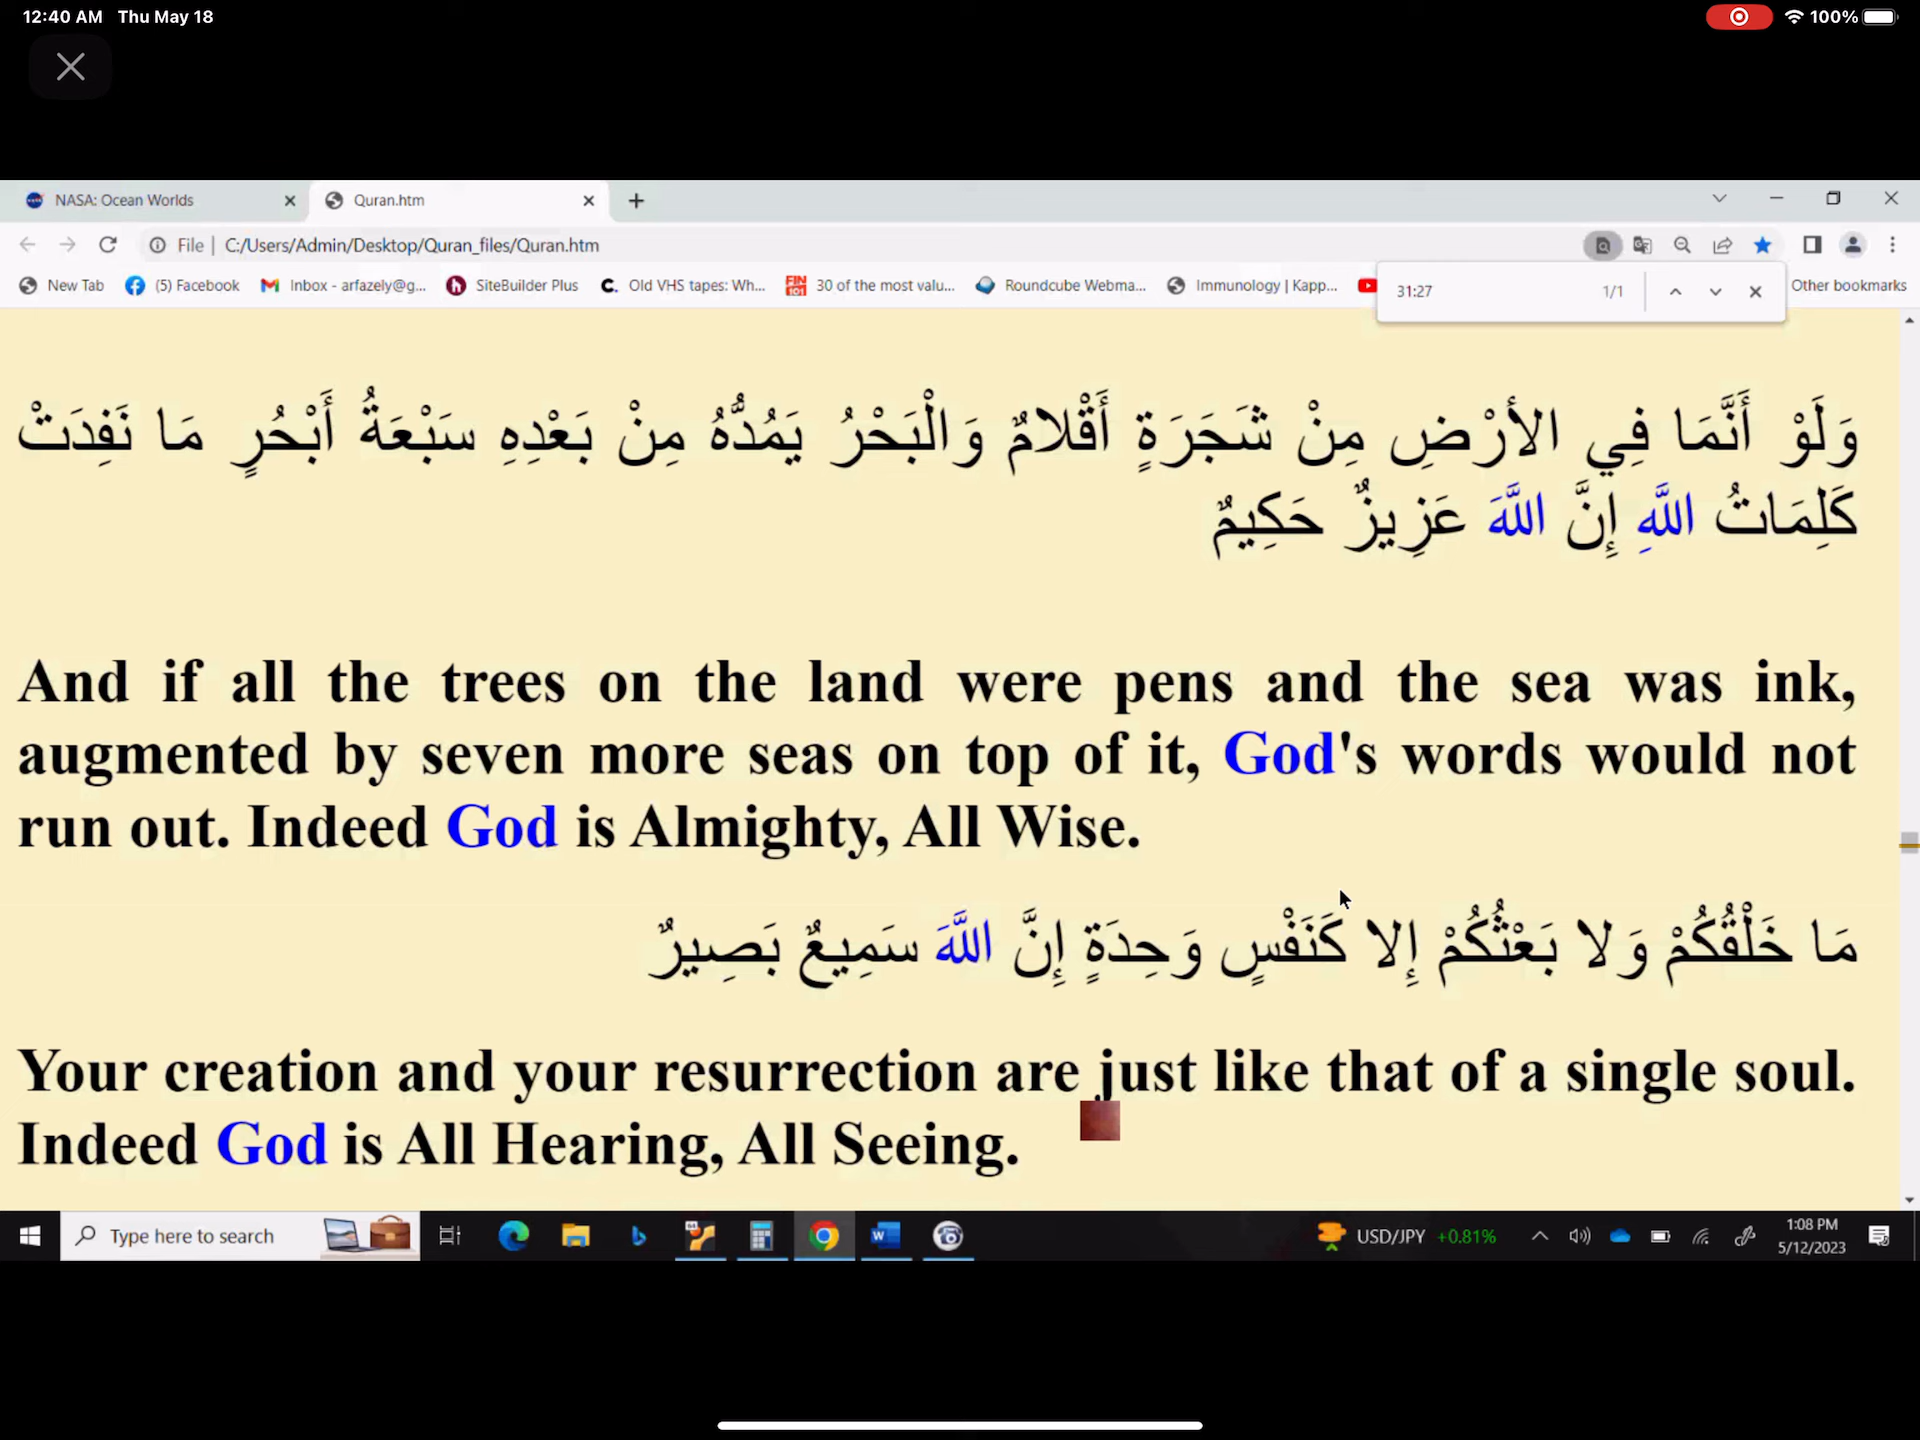 12:40 AM Thu May 18
100%
NASA: Ocean Worlds
Quran.htm
File | C:/Users/Admin/Desktop/Quran_files/Quran.htm
New Tab
(5) Facebook
Inbox - arfazely@g...
SiteBuilder Plus
Old VHS tapes: Wh...
30 of the most valu...
Roundcube Webma...
Immunology | Kapp...
Other bookmarks
31:27
1/1
وَلَوْ أَنَّمَا فِي الأرْضِ مِنْ شَجَرَةٍ أَقْلامٌ وَالْبَحْرُ يَمُدُّهُ مِنْ بَعْدِهِ سَبْعَةُ أَبْحُرٍ مَا نَفِدَتْ
كَلِمَاتُ اللَّهِ إِنَّ اللَّهَ عَزِيزٌ حَكِيمٌ
And if all the trees on the land were pens and the sea was ink,
augmented by seven more seas on top of it, God's words would not
run out. Indeed God is Almighty, All Wise.
مَا خَلْقُكُمْ وَلا بَعْثُكُمْ إِلا كَنَفْسٍ وَحِدَةٍ إِنَّ اللَّهَ سَمِيعٌ بَصِيرٌ
Your creation and your resurrection are just like that of a single soul.
Indeed God is All Hearing, All Seeing.
Type here to search
USD/JPY +0.81%
1:08 PM
5/12/2023